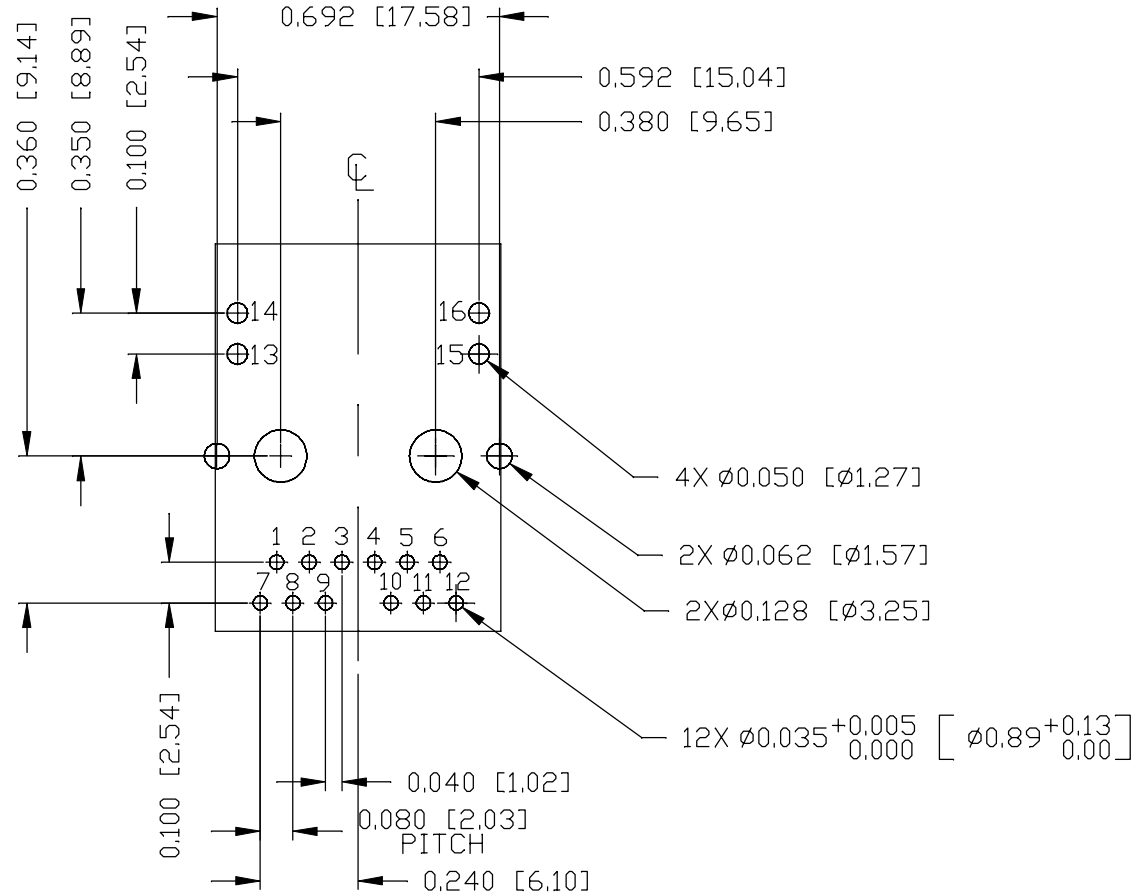 0.692 [17.58]
0.592 [15.04]
0.380 [9.65]
0.360 [9.14]
0.350 [8.89]
0.100 [2.54]
CL
14
16
13
15
4X ø0.050 [ø1.27]
2X ø0.062 [ø1.57]
2Xø0.128 [ø3.25]
1 2 3 4 5 6
7 8 9 10 11 12
12X ø0.035 +0.005 0.000 [ ø0.89 +0.13 0.00 ]
0.100 [2.54]
0.040 [1.02]
0.080 [2.03]
PITCH
0.240 [6.10]